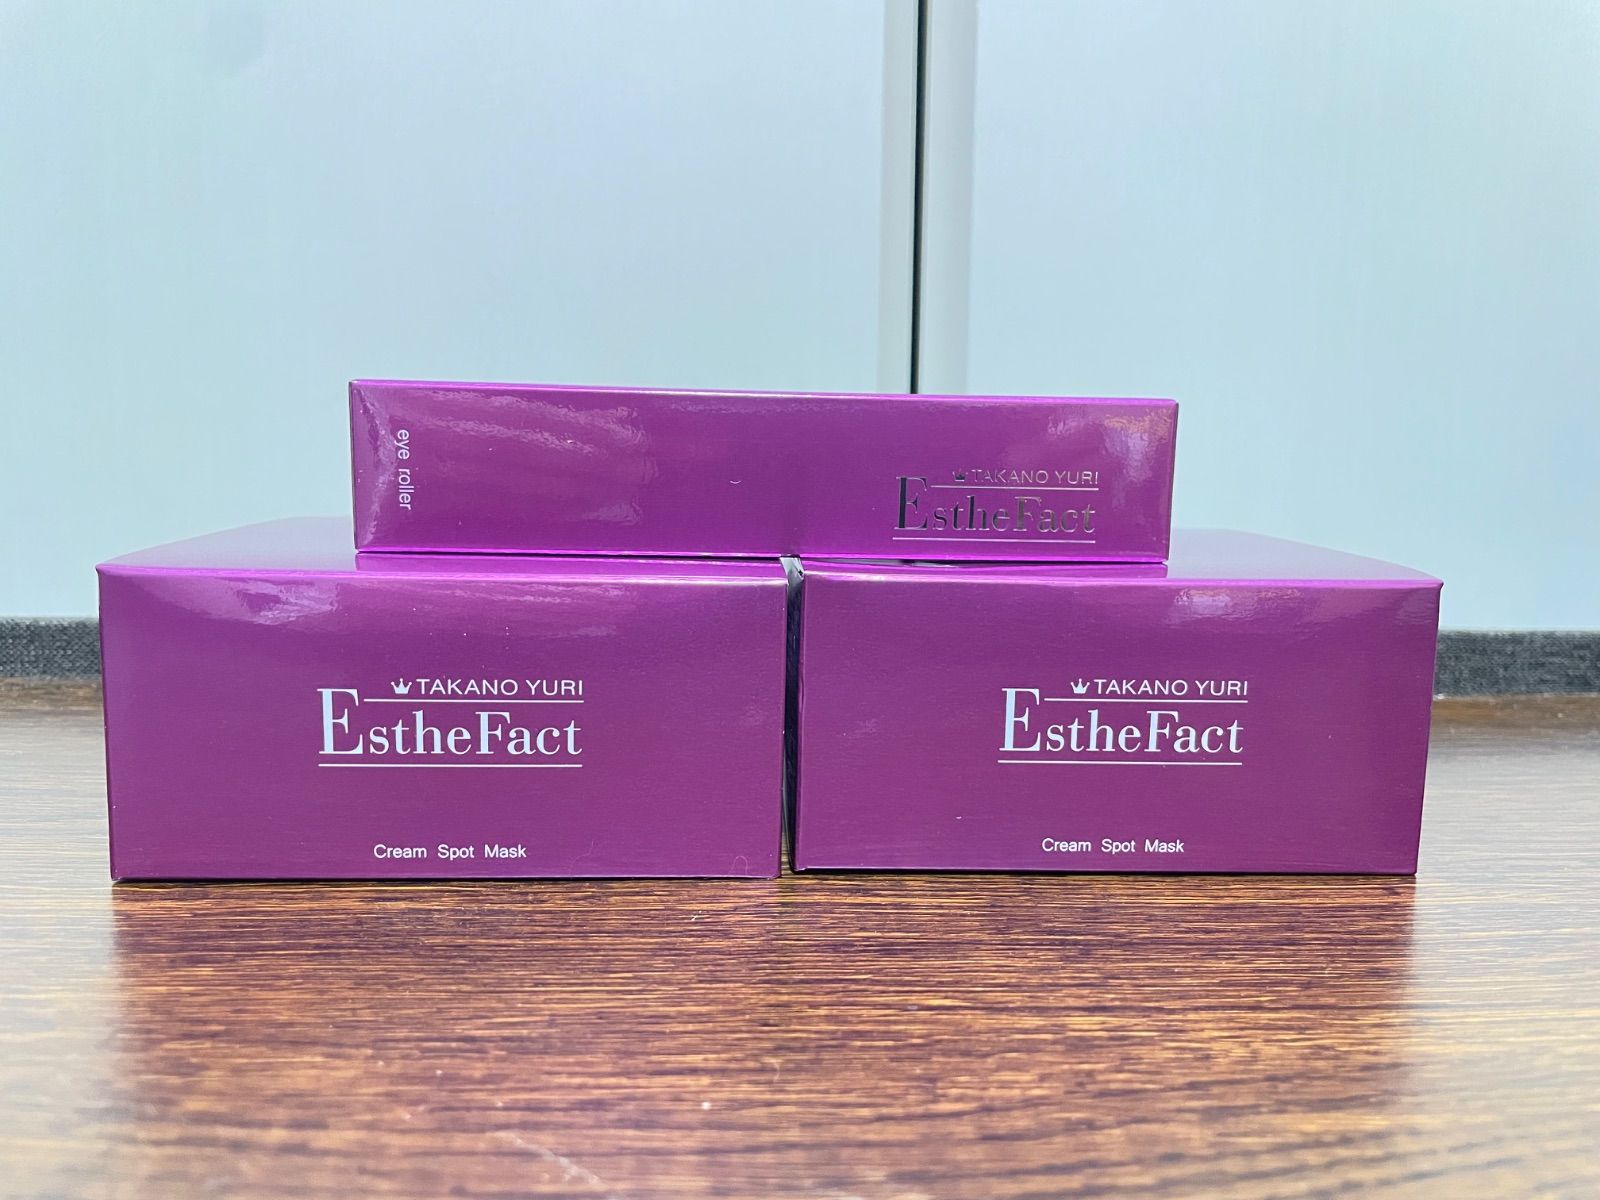 eye roller
TAKANO YURI
EstheFact
TAKANO YURI
EstheFact
Cream Spot Mask
TAKANO YURI
EstheFact
Cream Spot Mask